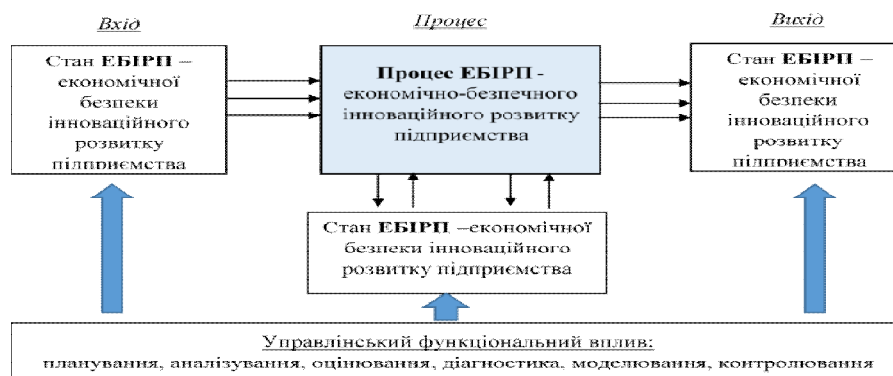 Вхід
Процес
Вихід
Стан ЕБІРП –
економічної
безпеки
інноваційного
розвитку
підприємства
Процес ЕБІРП -
економічно-безпечного
інноваційного розвитку
підприємства
Стан ЕБІРП –
економічної
безпеки
інноваційного
розвитку
підприємства
Стан ЕБІРП –економічної
безпеки інноваційного
розвитку підприємства
Управлінський функціональний вплив:
планування, аналізування, оцінювання, діагностика, моделювання, контролювання